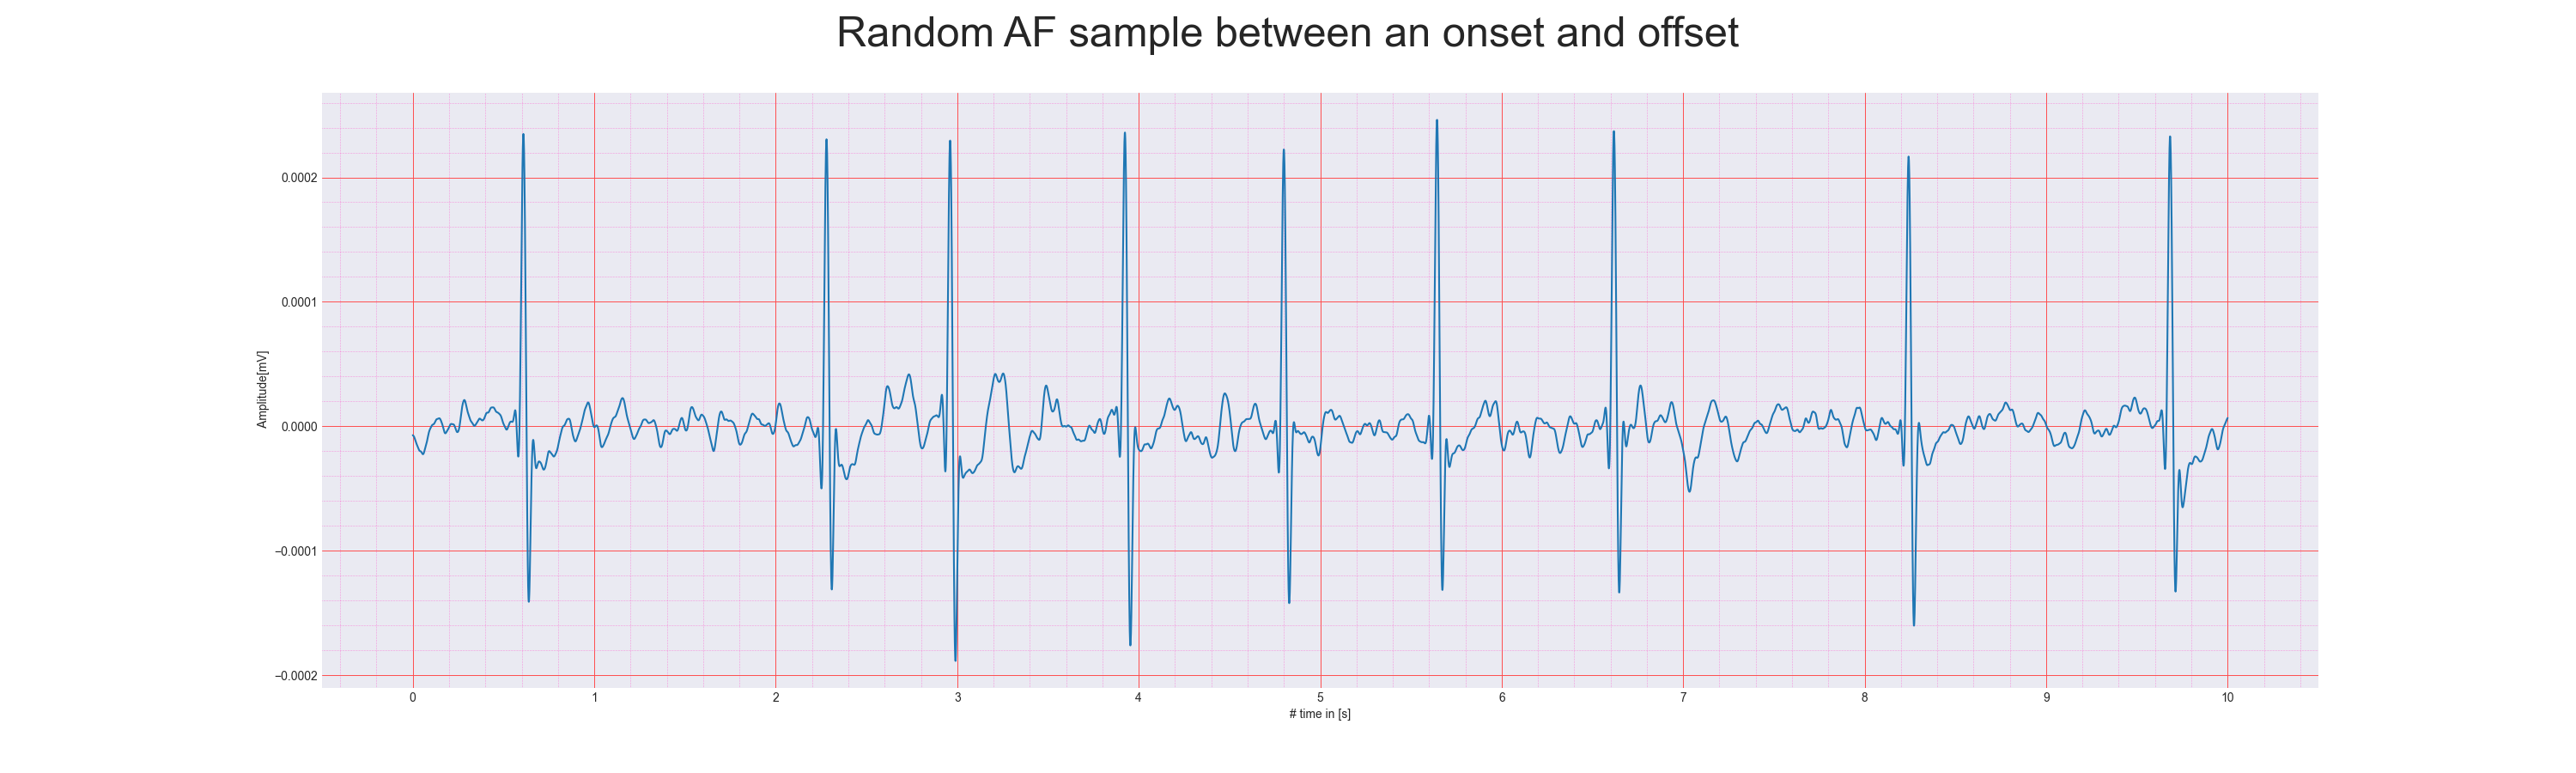 Random AF sample between an onset and offset
Amplitude[mV]
0.0002
0.0001
0.0000
−0.0001
−0.0002
0 1 2 3 4 5 6 7 8 9 10
# time in [s]